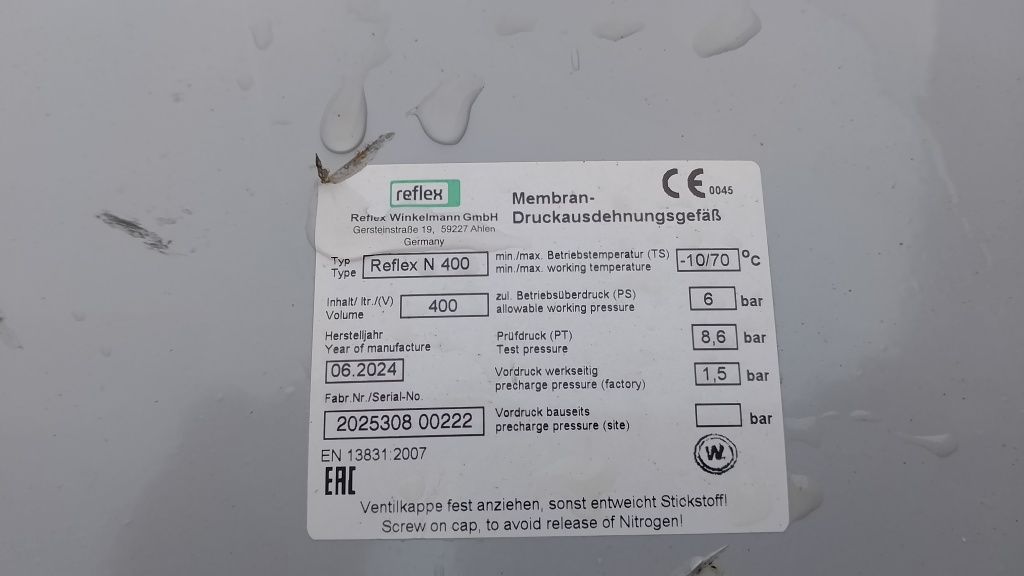 reflex
Reflex Winkelmann GmbH
Gersteinstraße 19, 59227 Ahlen
Germany
Membran-
Druckausdehnungsgefäß
CE 0045
Typ
Type
Reflex N 400
min./max. Betriebstemperatur (TS)
min./max. working temperature
-10/70 °C
Inhalt/ ltr./(V)
Volume
400
zul. Betriebsüberdruck (PS)
allowable working pressure
6 bar
Herstelljahr
Year of manufacture
06.2024
Prüfdruck (PT)
Test pressure
8,6 bar
Vordruck werkseitig
precharge pressure (factory)
1,5 bar
Fabr.Nr./Serial-No.
2025308 00222
Vordruck bauseits
precharge pressure (site)
bar
EN 13831:2007
EAC
W.
Ventilkappe fest anziehen, sonst entweicht Stickstoff!
Screw on cap, to avoid release of Nitrogen!